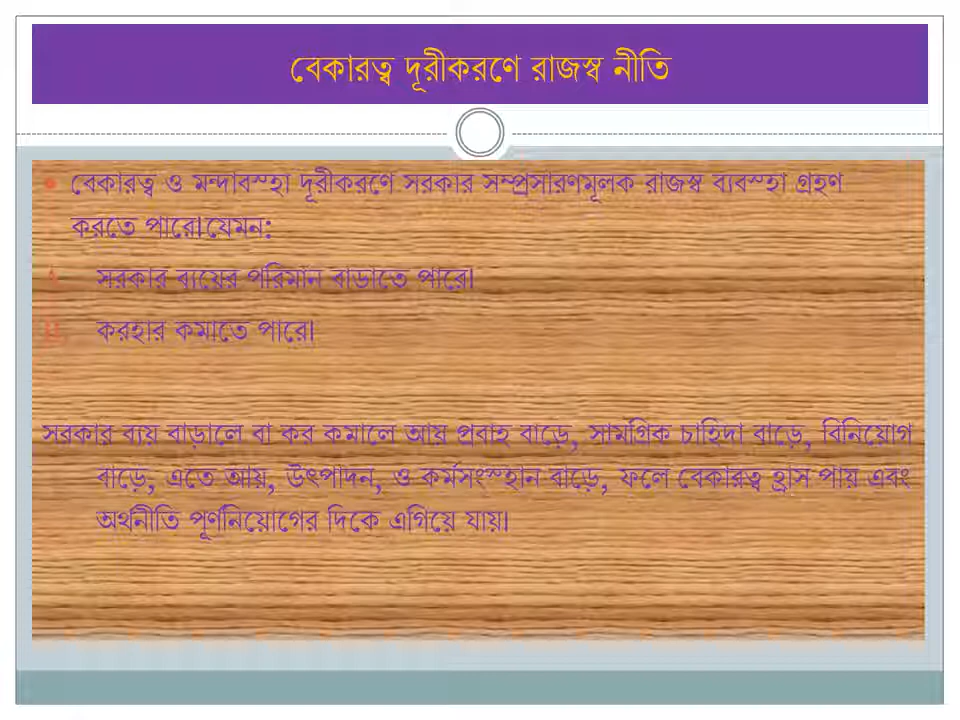 বেকারত্ব দূরীকরণে রাজস্ব নীতি
• বেকারত্ব ও মন্দাবস্হা দূরীকরণে সরকার সম্প্রসারণমূলক রাজস্ব ব্যবস্হা গ্রহণ
করতে পারে।যেমন:
সরকার ব্যয়ের পরিমান বাড়াতে পারে।
করহার কমাতে পারে।
সরকার ব্যয় বাড়ালে বা কর কমালে আয় প্রবাহ বাড়ে, সামগ্রিক চাহিদা বাড়ে, বিনিয়োগ
বাড়ে, এতে আয়, উৎপাদন, ও কর্মসংস্হান বাড়ে, ফলে বেকারত্ব হ্রাস পায় এবং
অর্থনীতি পূর্ণনিয়োগের দিকে এগিয়ে যায়।